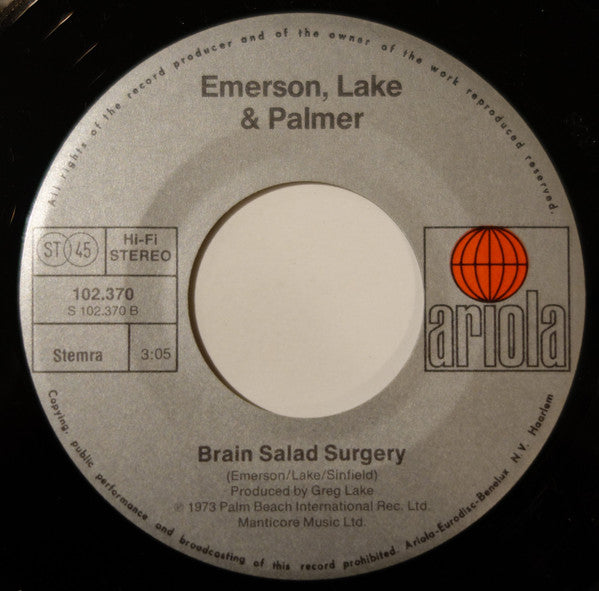 All rights of the record producer and of the owner of the work reproduced reserved.
Emerson, Lake
& Palmer
ST 45
Hi-Fi
STEREO
102.370
S 102.370 B
Stemra
3:05
ariola
Brain Salad Surgery
(Emerson/Lake/Sinfield)
Produced by Greg Lake
℗ 1973 Palm Beach International Rec. Ltd.
Manticore Music Ltd.
Copying, public performance and broadcasting of this record prohibited. Ariola-Eurodisc-Benelux N.V. Haarlem